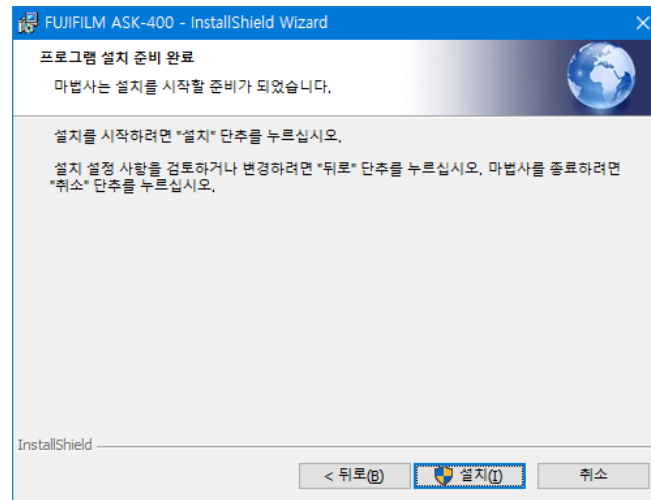 FUJIFILM ASK-400 - InstallShield Wizard
프로그램 설치 준비 완료
마법사는 설치를 시작할 준비가 되었습니다.
설치를 시작하려면 "설치" 단추를 누르십시오.
설치 설정 사항을 검토하거나 변경하려면 "뒤로" 단추를 누르십시오. 마법사를 종료하려면
"취소" 단추를 누르십시오.
InstallShield
< 뒤로(B) 설치(I) 취소